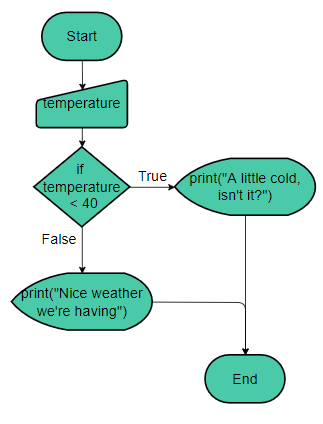 Start
temperature
if
temperature
< 40
True
print("A little cold,
isn't it?")
False
print("Nice weather
we're having")
End